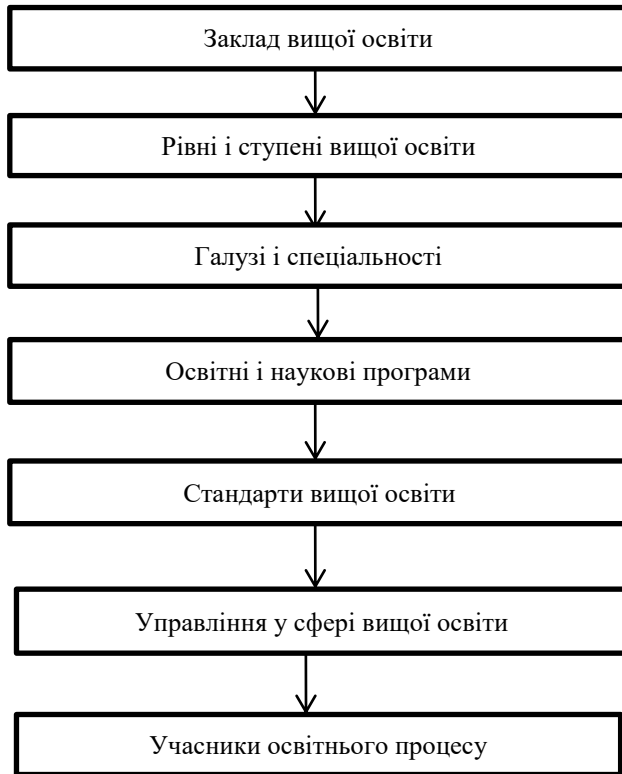 Заклад вищої освіти
Рівні і ступені вищої освіти
Галузі і спеціальності
Освітні і наукові програми
Стандарти вищої освіти
Управління у сфері вищої освіти
Учасники освітнього процесу